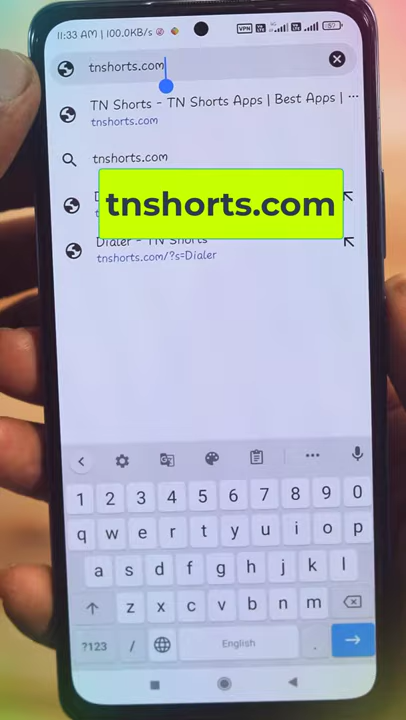 11:33 AM | 100.0KB/s
VPN
57
tnshorts.com
TN Shorts - TN Shorts Apps | Best Apps | ...
tnshorts.com
tnshorts.com
tnshorts.com
Dialer - TN Shorts
tnshorts.com/?s=Dialer
1 2 3 4 5 6 7 8 9 0
q w e r t y u i o p
a s d f g h j k l
z x c v b n m
?123 / English .